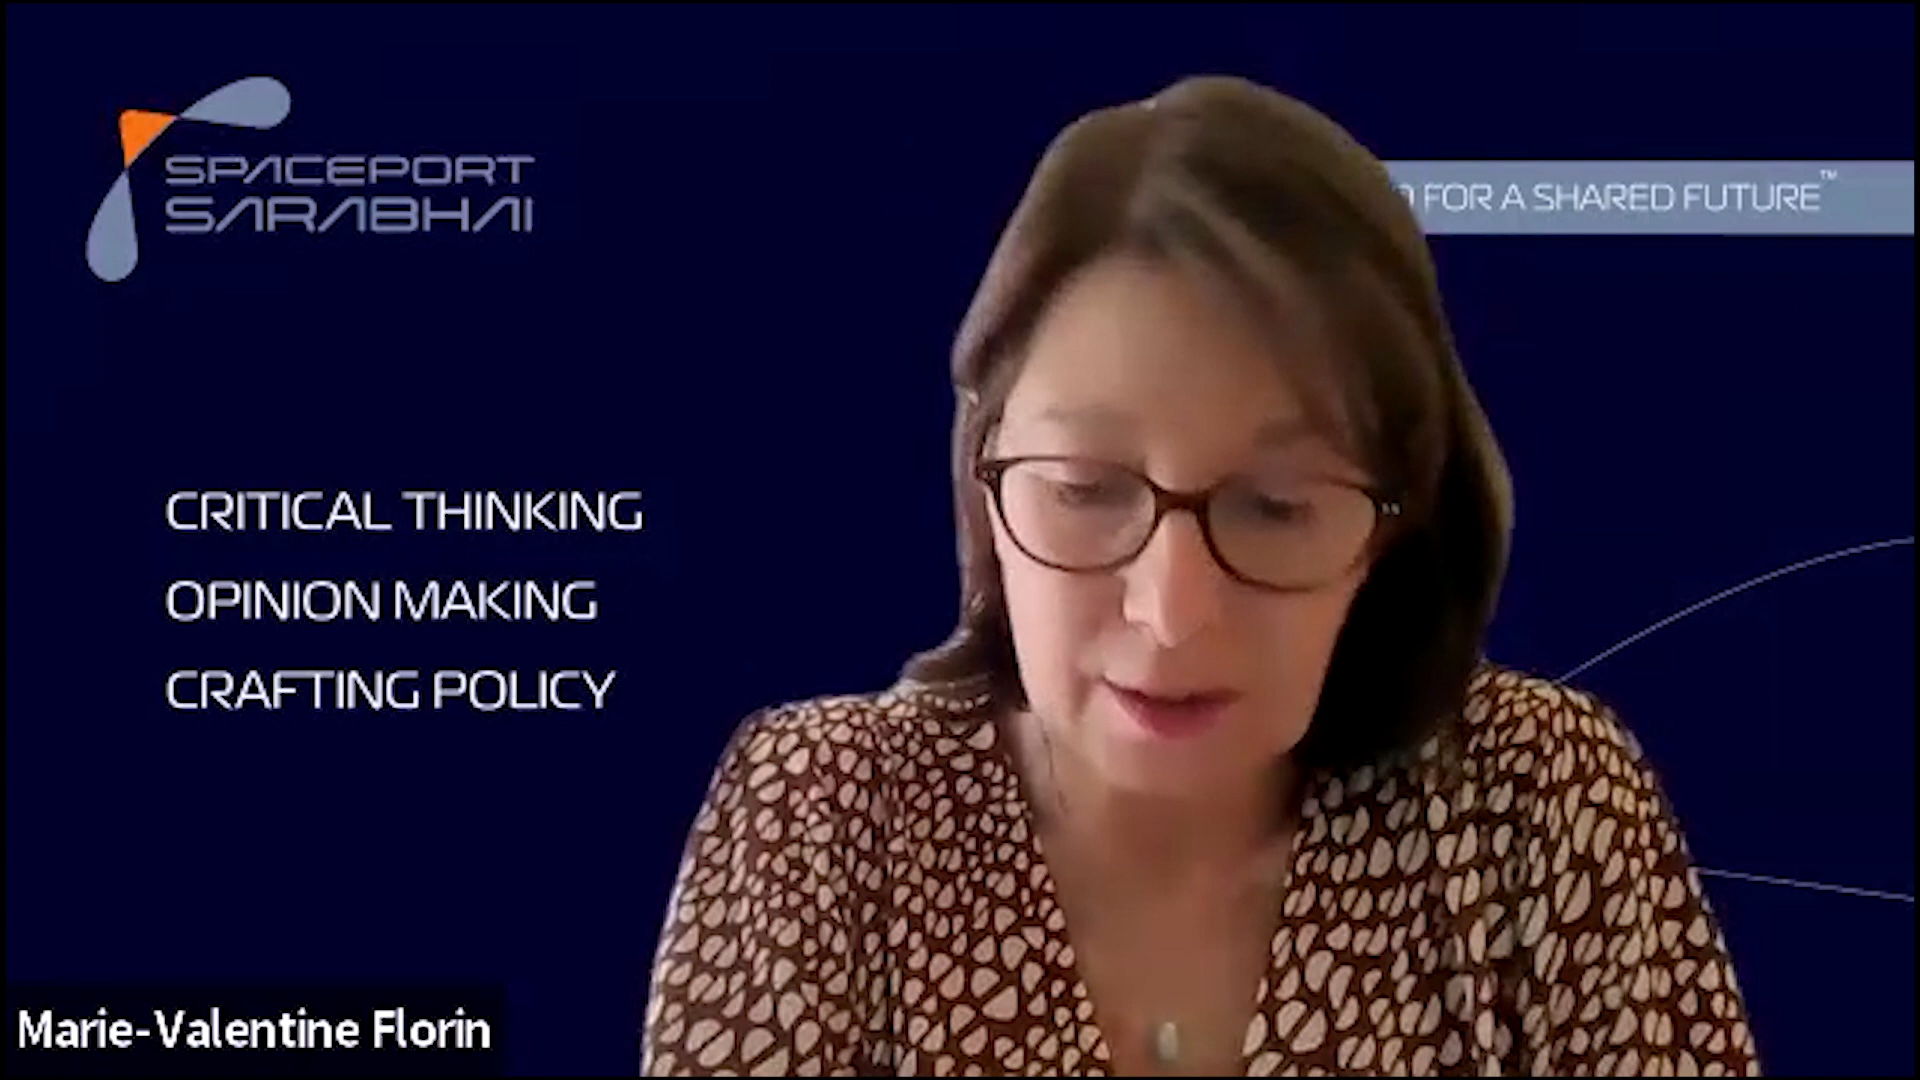 SPACEPORT
SARABHAI
FOR A SHARED FUTURE™
CRITICAL THINKING
OPINION MAKING
CRAFTING POLICY
Marie-Valentine Florin